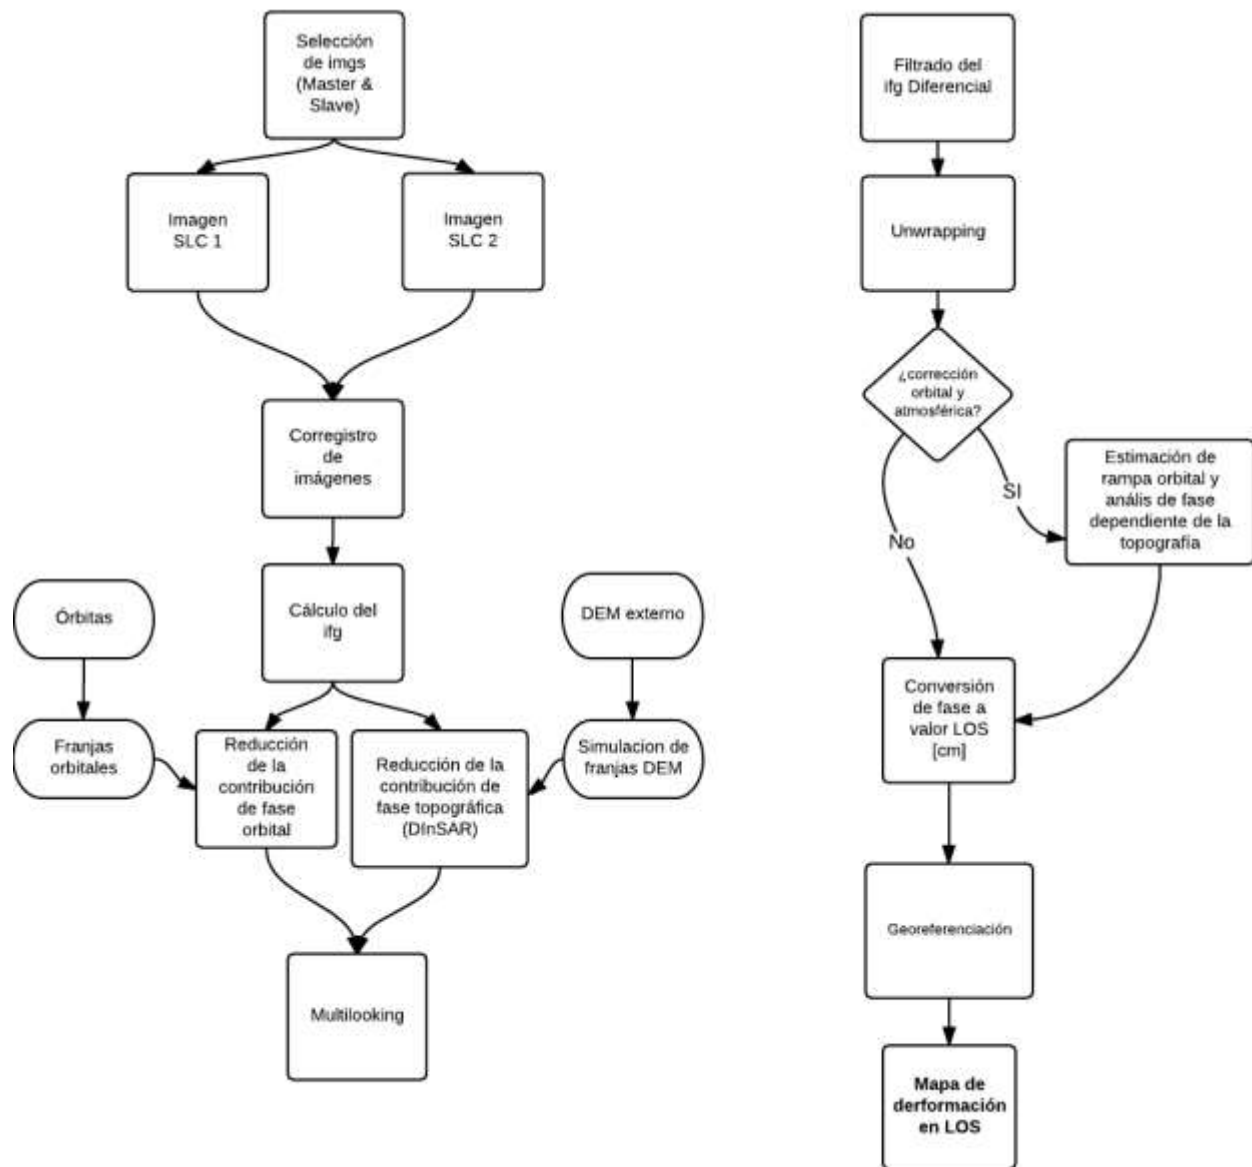 Selección
de imgs
(Master &
Slave)
Imagen
SLC 1
Imagen
SLC 2
Corregistro
de
imágenes
Cálculo del
ifg
Órbitas
DEM externo
Franjas
orbitales
Reducción
de la
contribución
de fase
orbital
Reducción de la
contribución de
fase topográfica
(DInSAR)
Simulacion de
franjas DEM
Multilooking
Filtrado del
ifg Diferencial
Unwrapping
¿corrección
orbital y
atmosférica?
SI
No
Estimación de
rampa orbital y
anális de fase
dependiente de la
topografía
Conversión
de fase a
valor LOS
[cm]
Georeferenciación
Mapa de
derformación
en LOS